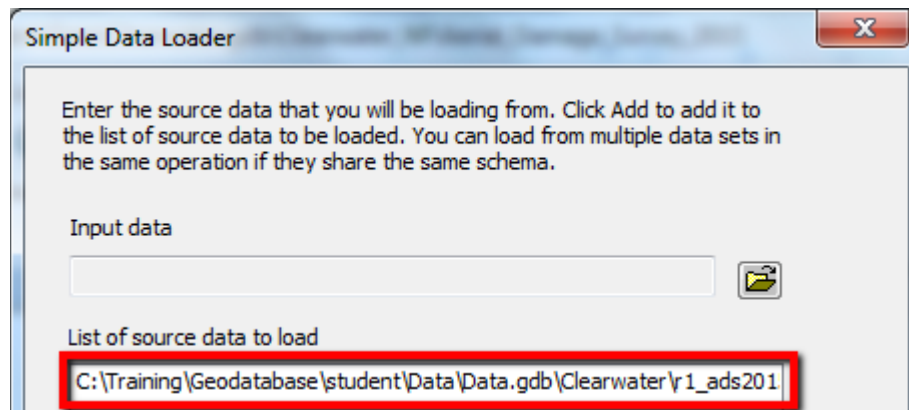 Simple Data Loader
Enter the source data that you will be loading from. Click Add to add it to
the list of source data to be loaded. You can load from multiple data sets in
the same operation if they share the same schema.
Input data
List of source data to load
C:\Training\Geodatabase\student\Data\Data.gdb\Clearwater\r1_ads201